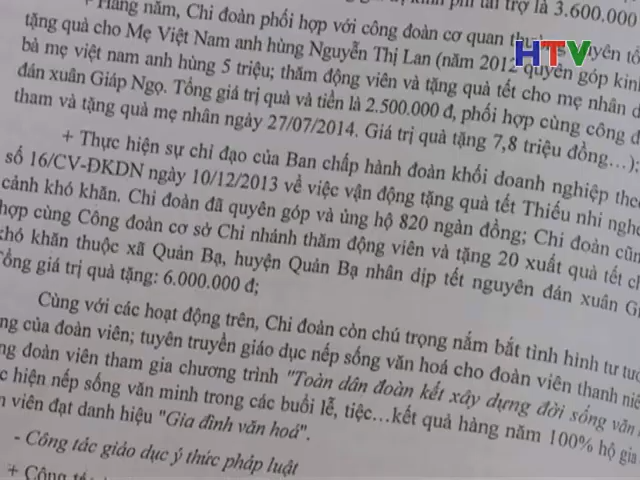 + Hàng năm, Chi đoàn phối hợp với công đoàn cơ quan
phí tài trợ là 3.600.000
HTV
tặng quà cho Mẹ Việt Nam anh hùng Nguyễn Thị Lan (năm 2012 quyên góp kinh
bà mẹ việt nam anh hùng 5 triệu; thăm động viên và tặng quà tết cho mẹ nhân d
đán xuân Giáp Ngọ. Tổng giá trị quà và tiền là 2.500.000 đ, phối hợp cùng công đ
tham và tặng quà mẹ nhân ngày 27/07/2014. Giá trị quà tặng 7,8 triệu đồng…);
+ Thực hiện sự chỉ đạo của Ban chấp hành đoàn khối doanh nghiệp theo
số 16/CV-ĐKDN ngày 10/12/2013 về việc vận động tặng quà tết Thiếu nhi nghè
cảnh khó khăn. Chi đoàn đã quyên góp và ủng hộ 820 ngàn đồng; Chi đoàn cũn
hợp cùng Công đoàn cơ sở Chi nhánh thăm động viên và tặng 20 xuất quà tết c
khó khăn thuộc xã Quản Bạ, huyện Quản Bạ nhân dịp tết nguyên đán xuân Gi
Tổng giá trị quà tặng: 6.000.000 đ;
Cùng với các hoạt động trên, Chi đoàn còn chú trọng nắm bắt tình hình tư tưở
ng của đoàn viên; tuyên truyền giáo dục nếp sống văn hoá cho đoàn viên thanh niê
ng đoàn viên tham gia chương trình "Toàn dân đoàn kết xây dựng đời sống văn
c hiện nếp sống văn minh trong các buổi lễ, tiệc…kết quả hàng năm 100% hộ gia
n viên đạt danh hiệu "Gia đình văn hoá".
- Công tác giáo dục ý thức pháp luật
+ Công